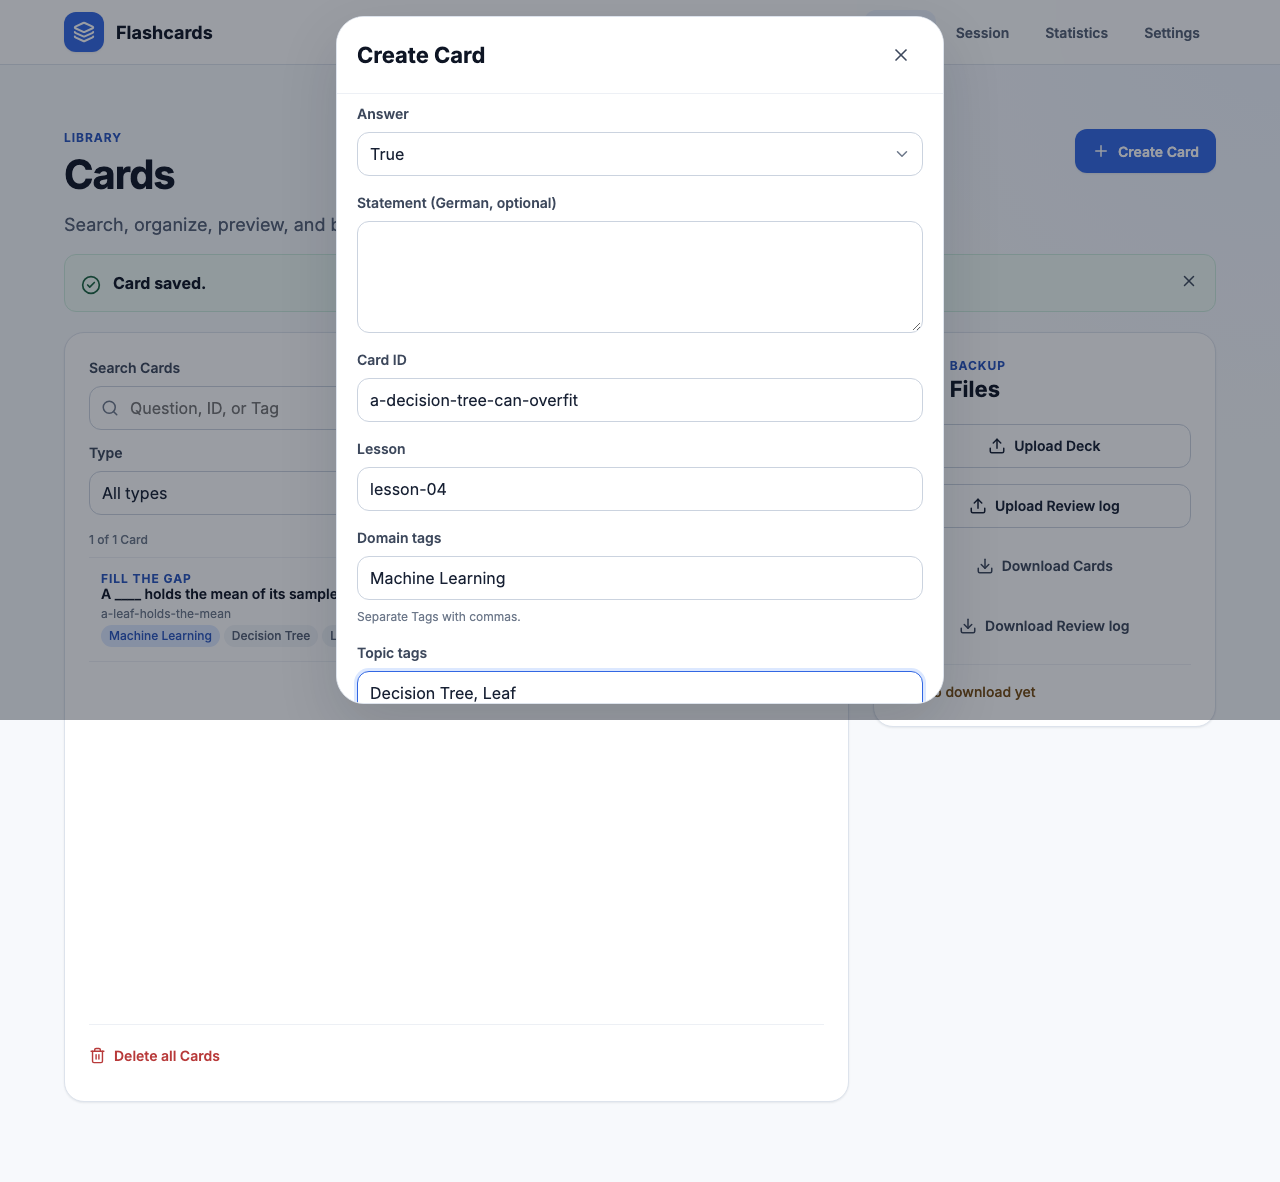 Flashcards
Session
Statistics
Settings
Create Card
LIBRARY
Cards
Search, organize, preview, and
Create Card
Card saved.
Answer
True
Statement (German, optional)
Card ID
a-decision-tree-can-overfit
Lesson
lesson-04
Domain tags
Machine Learning
Separate Tags with commas.
Topic tags
Decision Tree, Leaf
Search Cards
Question, ID, or Tag
Type
All types
1 of 1 Card
FILL THE GAP
A ____ holds the mean of its sample
a-leaf-holds-the-mean
Machine Learning
Decision Tree
BACKUP
Files
Upload Deck
Upload Review log
Download Cards
Download Review log
download yet
Delete all Cards